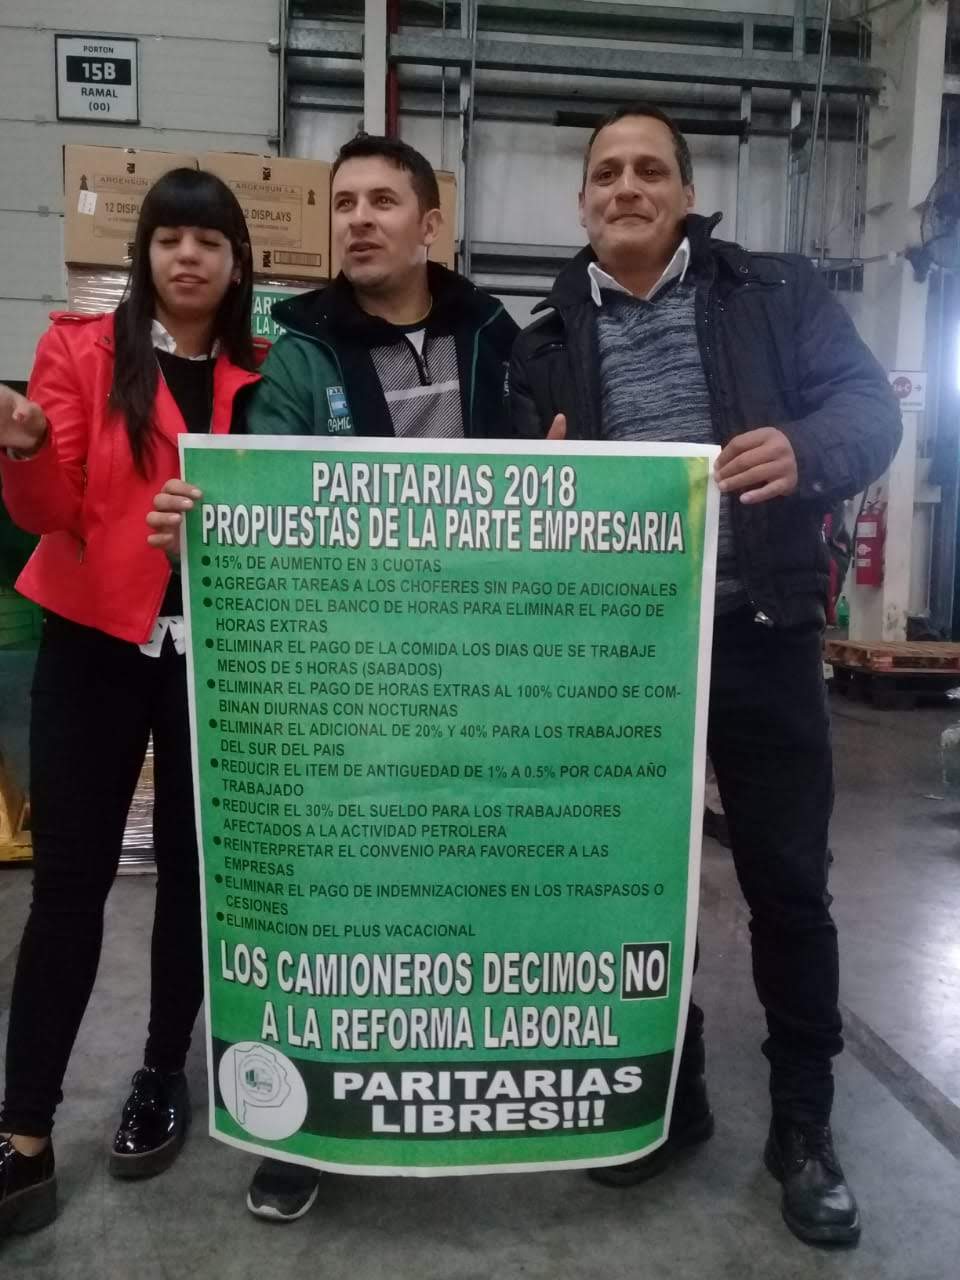 PORTON
15B
RAMAL
(00)
ARGENSUN S.A.
12 DISPL
ARGENSUN S.A.
2 DISPLAYS
LA PA
CAMIO
PARITARIAS 2018
PROPUESTAS DE LA PARTE EMPRESARIA
● 15% DE AUMENTO EN 3 CUOTAS
● AGREGAR TAREAS A LOS CHOFERES SIN PAGO DE ADICIONALES
● CREACION DEL BANCO DE HORAS PARA ELIMINAR EL PAGO DE
HORAS EXTRAS
● ELIMINAR EL PAGO DE LA COMIDA LOS DIAS QUE SE TRABAJE
MENOS DE 5 HORAS (SABADOS)
● ELIMINAR EL PAGO DE HORAS EXTRAS AL 100% CUANDO SE COM-
BINAN DIURNAS CON NOCTURNAS
● ELIMINAR EL ADICIONAL DE 20% Y 40% PARA LOS TRABAJORES
DEL SUR DEL PAIS
● REDUCIR EL ITEM DE ANTIGUEDAD DE 1% A 0.5% POR CADA AÑO
TRABAJADO
● REDUCIR EL 30% DEL SUELDO PARA LOS TRABAJADORES
AFECTADOS A LA ACTIVIDAD PETROLERA
● REINTERPRETAR EL CONVENIO PARA FAVORECER A LAS
EMPRESAS
● ELIMINAR EL PAGO DE INDEMNIZACIONES EN LOS TRASPASOS O
CESIONES
● ELIMINACION DEL PLUS VACACIONAL
LOS CAMIONEROS DECIMOS NO
A LA REFORMA LABORAL
PARITARIAS
LIBRES!!!